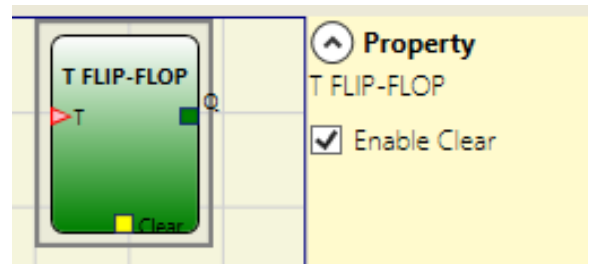 T FLIP-FLOP
T
Q
Clear
Property
T FLIP-FLOP
Enable Clear